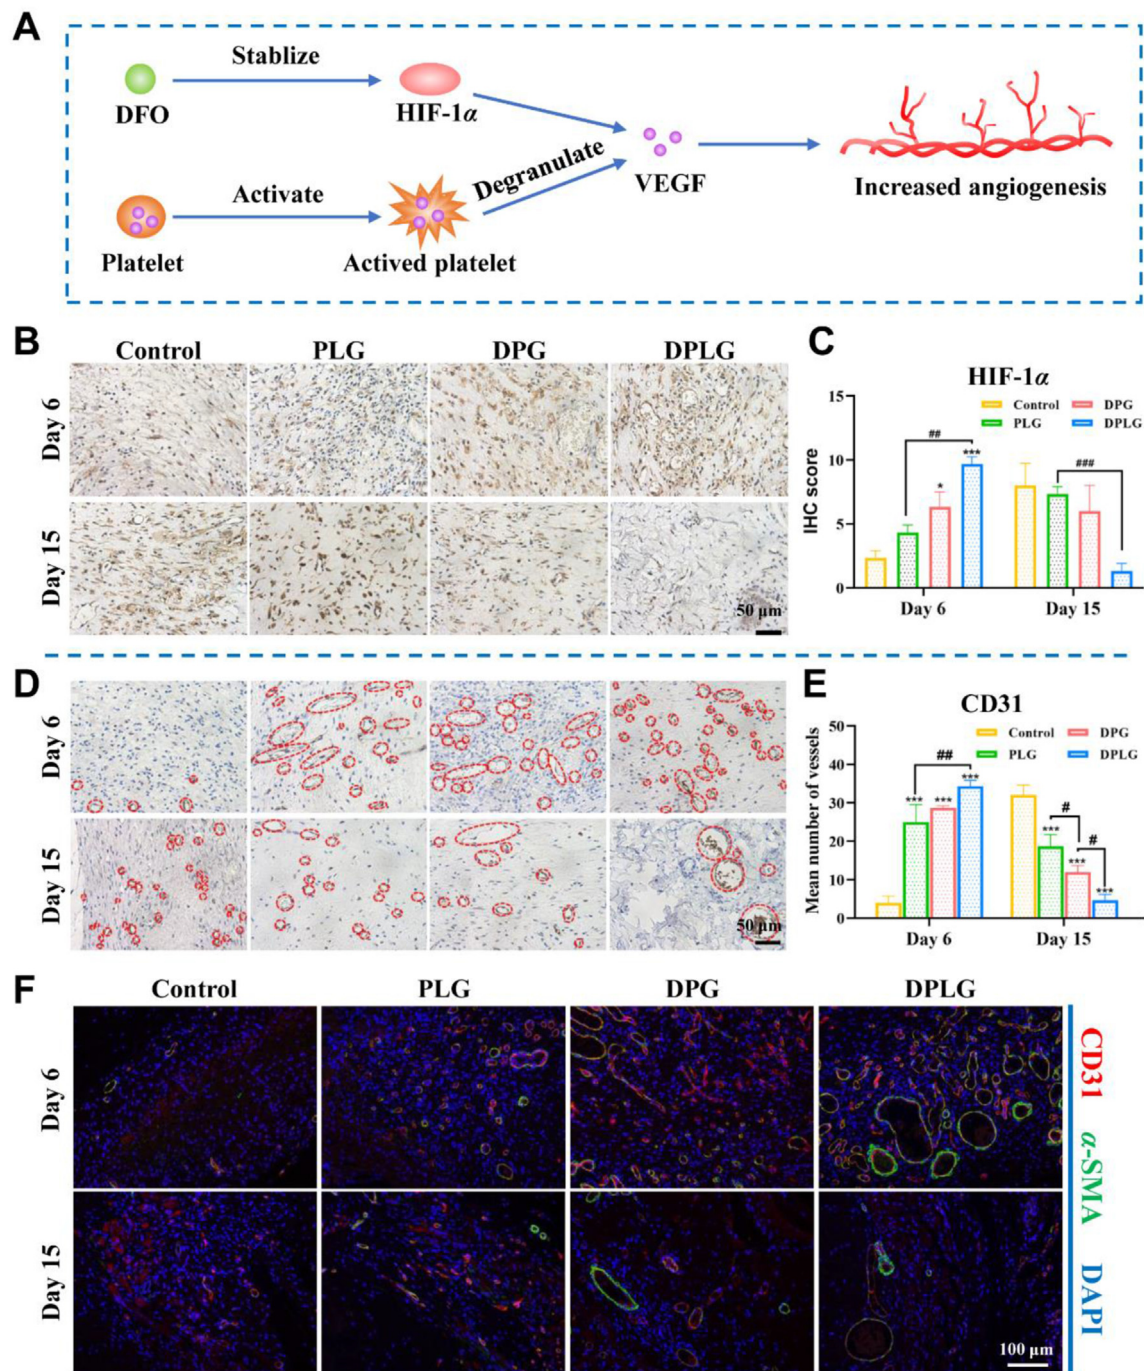 A
DFO
Stablize
HIF-1α
Platelet
Activate
Actived platelet
Degranulate
VEGF
Increased angiogenesis
B
Control PLG DPG DPLG
Day 6
Day 15
50 µm
C
HIF-1α
Control DPG
PLG DPLG
IHC score
15
10
5
0
##
*
***
###
Day 6 Day 15
D
Day 6
Day 15
50 µm
E
CD31
Control DPG
PLG DPLG
Mean number of vessels
50
40
30
20
10
0
##
*** *** ***
#
#
*** *** ***
Day 6 Day 15
F
Control PLG DPG DPLG
Day 6
Day 15
100 µm
CD31 α-SMA DAPI